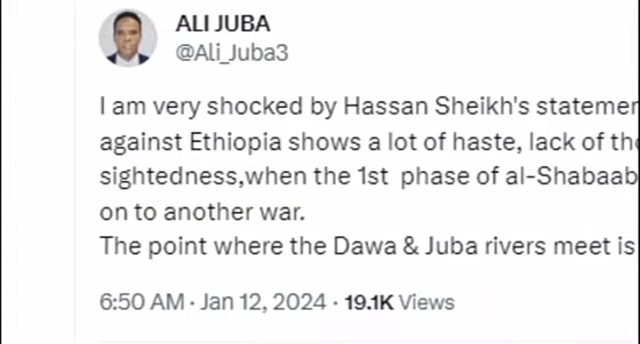 ALI JUBA
@Ali_Juba3
I am very shocked by Hassan Sheikh's
against Ethiopia shows a lot of haste, lack of
sightedness,when the 1st phase of al-Shabaab
on to another war.
The point where the Dawa & Juba rivers meet is
6:50 AM · Jan 12, 2024 · 19.1K Views